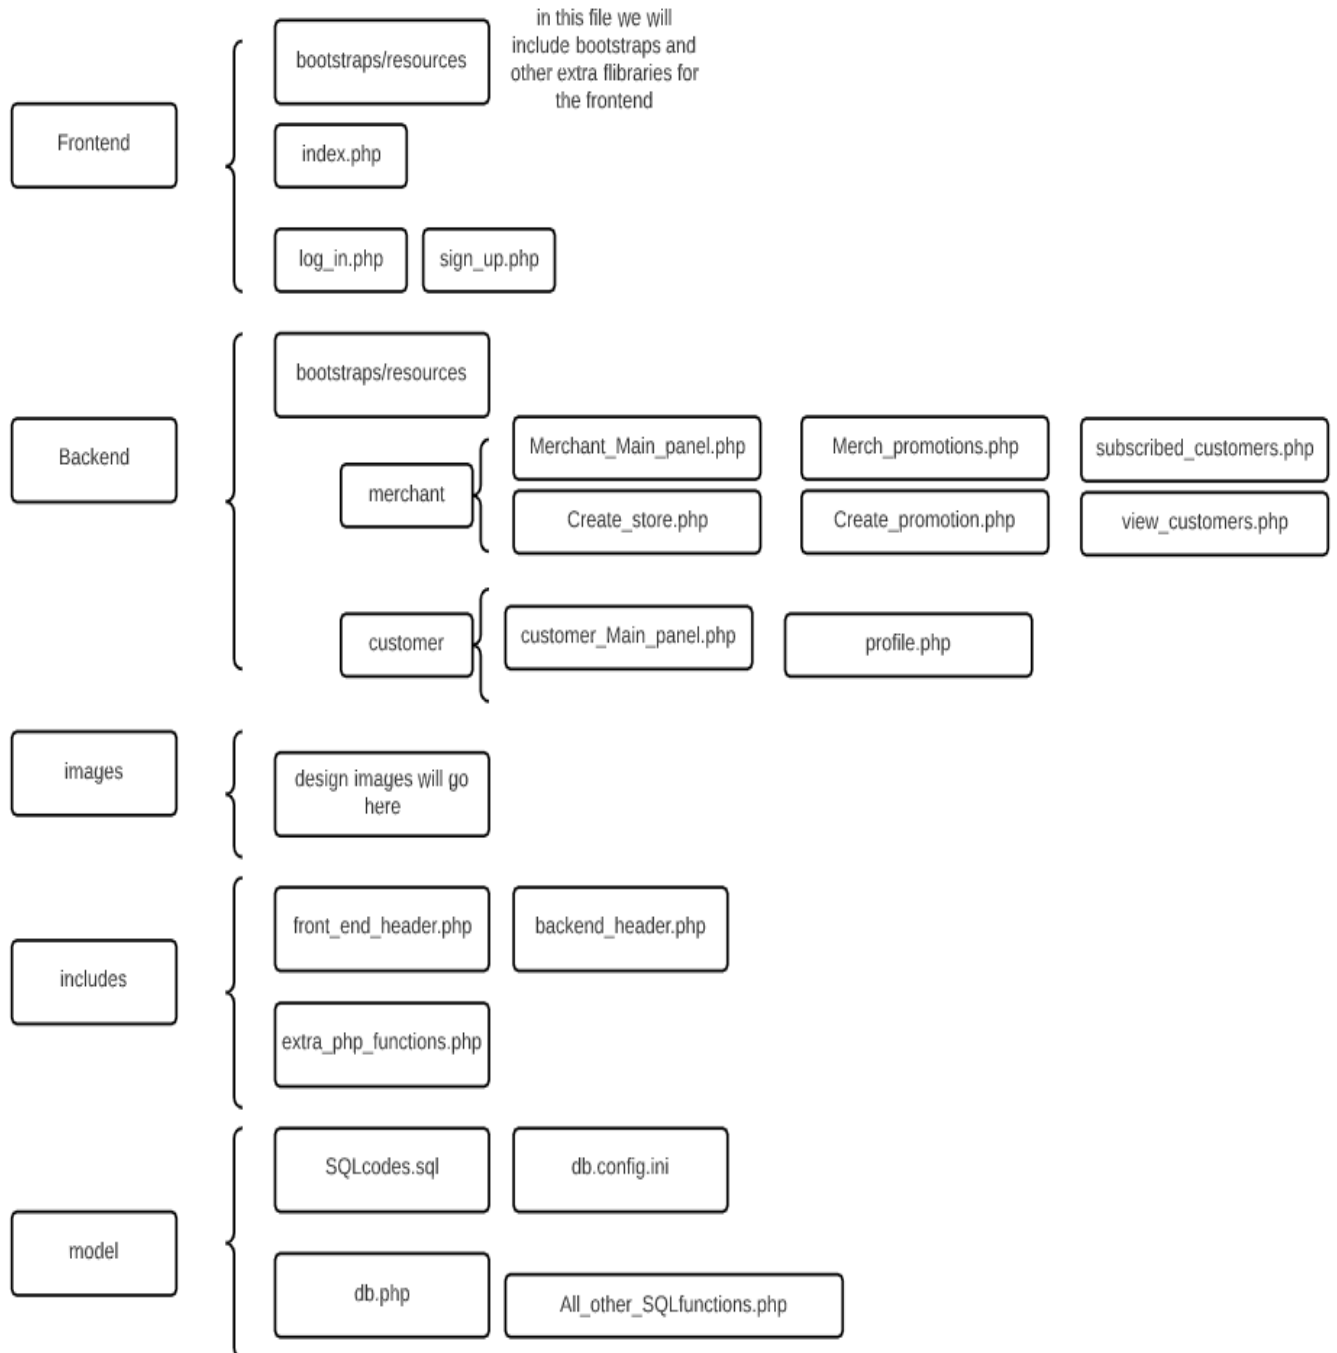 in this file we will
include bootstraps and
other extra flibraries for
the frontend
bootstraps/resources
Frontend
index.php
log_in.php
sign_up.php
bootstraps/resources
Backend
merchant
Merchant_Main_panel.php
Merch_promotions.php
subscribed_customers.php
Create_store.php
Create_promotion.php
view_customers.php
customer
customer_Main_panel.php
profile.php
images
design images will go
here
includes
front_end_header.php
backend_header.php
extra_php_functions.php
model
SQLcodes.sql
db.config.ini
db.php
All_other_SQLfunctions.php